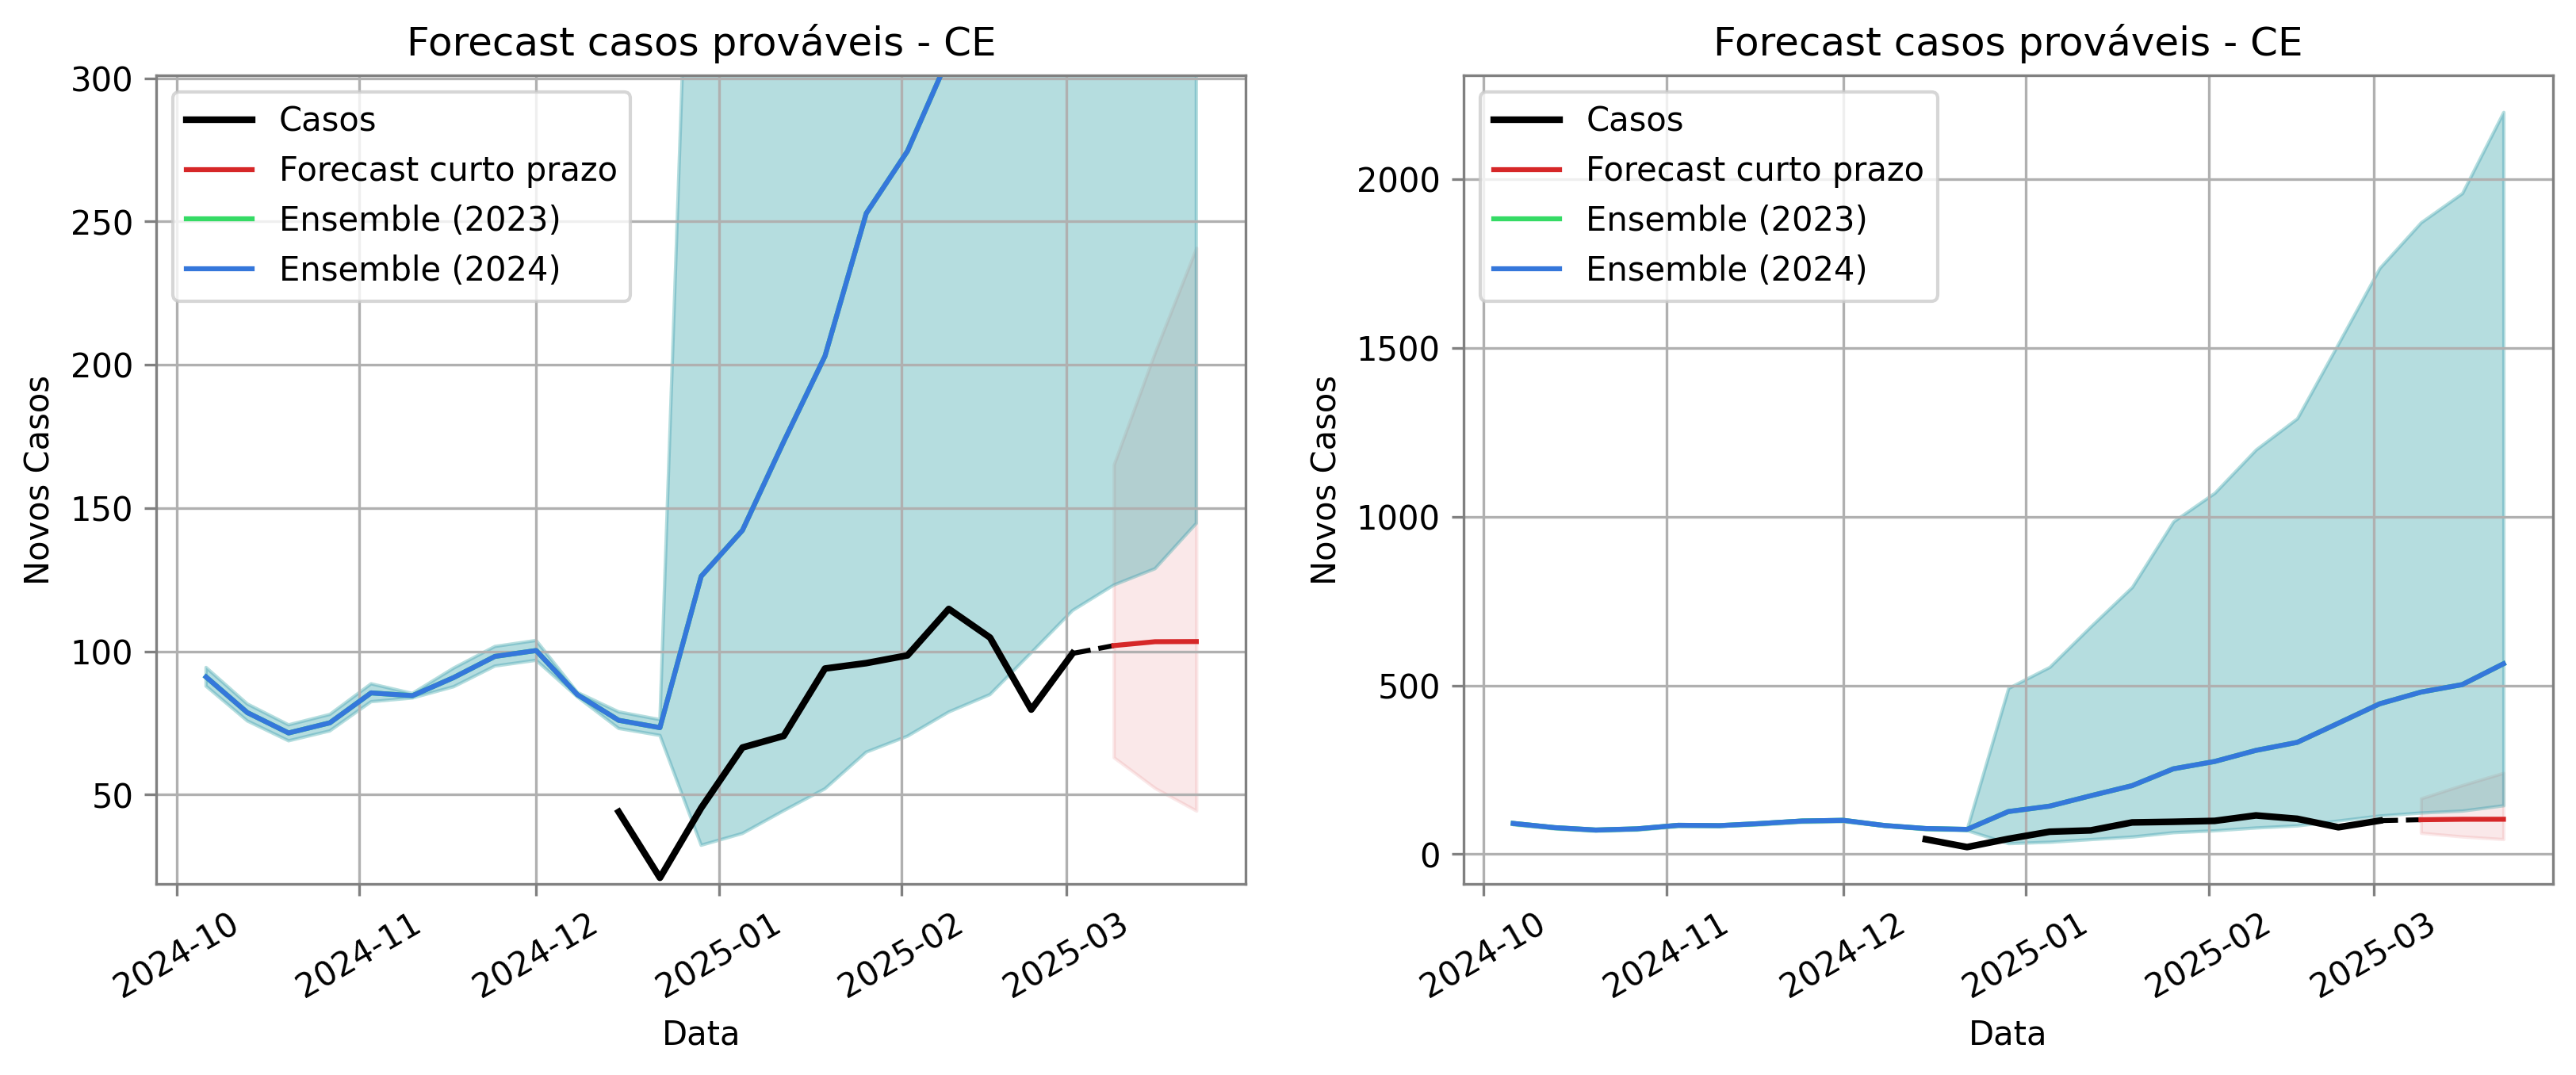 Forecast casos prováveis - CE
300
250
200
150
100
50
Novos Casos
Casos
Forecast curto prazo
Ensemble (2023)
Ensemble (2024)
2024-10
2024-11
2024-12
2025-01
2025-02
2025-03
Data
Forecast casos prováveis - CE
2000
1500
1000
500
0
Novos Casos
Casos
Forecast curto prazo
Ensemble (2023)
Ensemble (2024)
2024-10
2024-11
2024-12
2025-01
2025-02
2025-03
Data